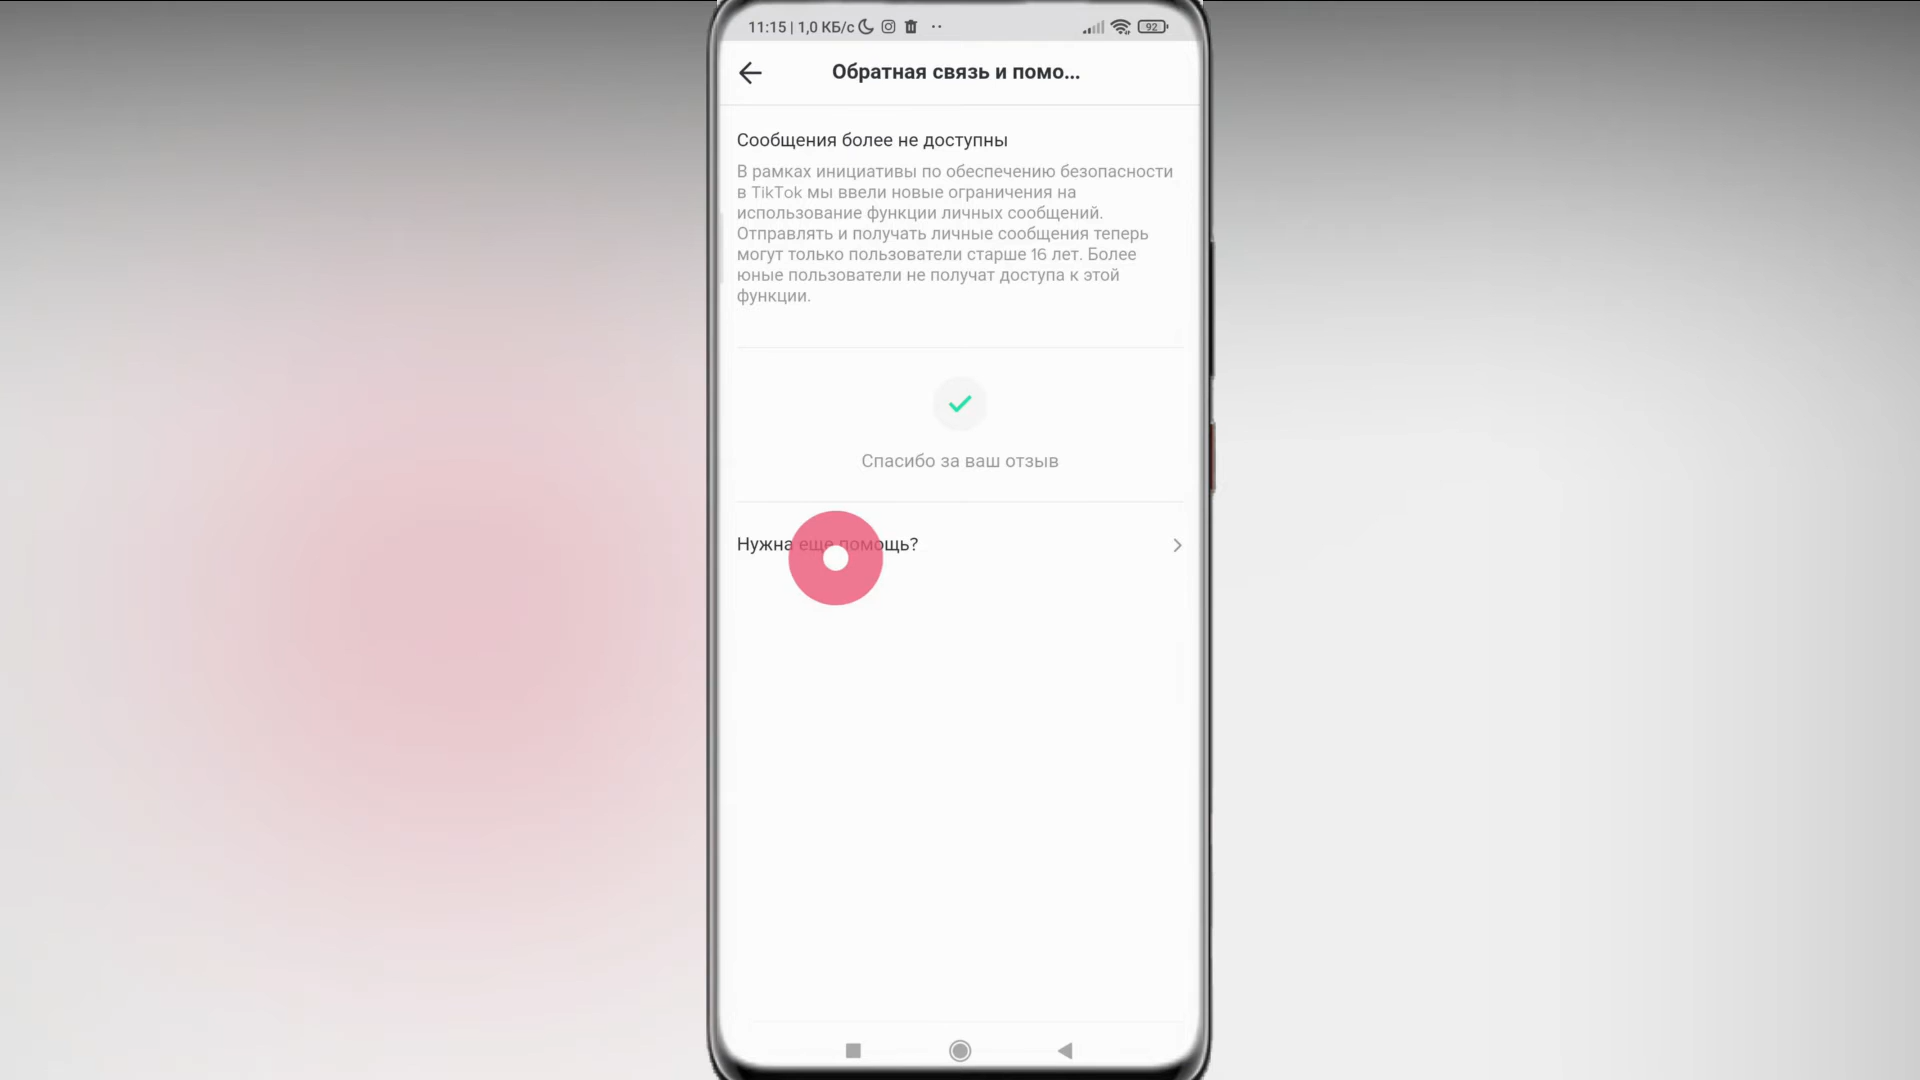 11:15 | 1,0 КБ/с
92
Обратная связь и помо...
Сообщения более не доступны
В рамках инициативы по обеспечению безопасности
в TikTok мы ввели новые ограничения на
использование функции личных сообщений.
Отправлять и получать личные сообщения теперь
могут только пользователи старше 16 лет. Более
юные пользователи не получат доступа к этой
функции.
Спасибо за ваш отзыв
Нужна еще помощь?